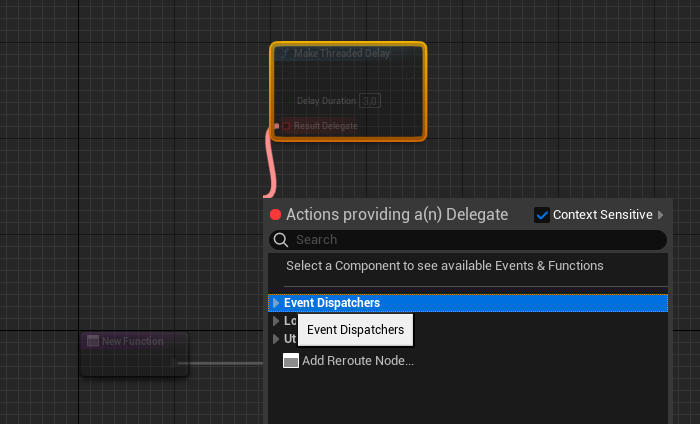 Make Threaded Delay
Delay Duration 3.0
Result Delegate
Actions providing a(n) Delegate
Context Sensitive
Search
Select a Component to see available Events & Functions
Event Dispatchers
Lo
Event Dispatchers
Ut
New Function
Add Reroute Node...